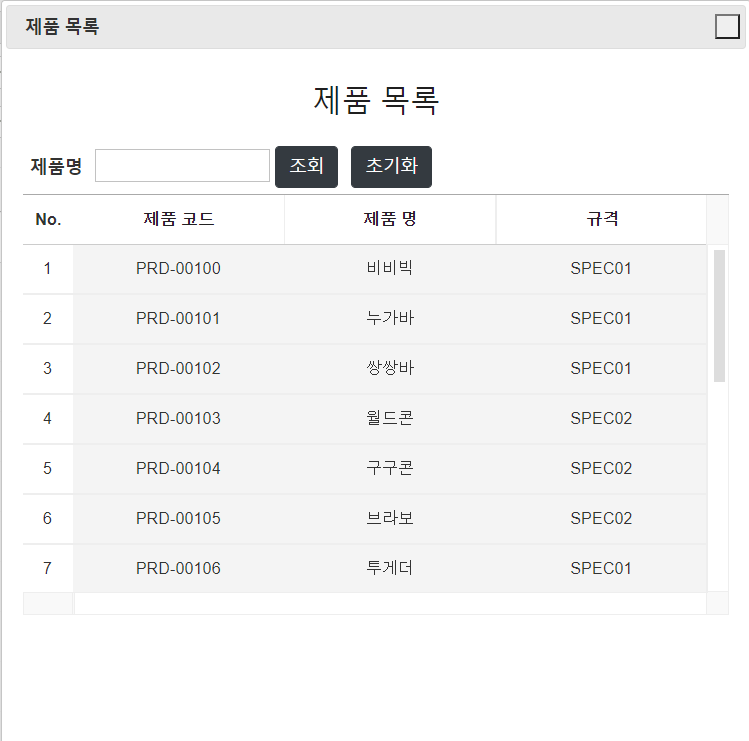 제품 목록
제품 목록
제품명 조회 초기화
No. 제품 코드 제품 명 규격
1 PRD-00100 비비빅 SPEC01
2 PRD-00101 누가바 SPEC01
3 PRD-00102 쌍쌍바 SPEC01
4 PRD-00103 월드콘 SPEC02
5 PRD-00104 구구콘 SPEC02
6 PRD-00105 브라보 SPEC02
7 PRD-00106 투게더 SPEC01